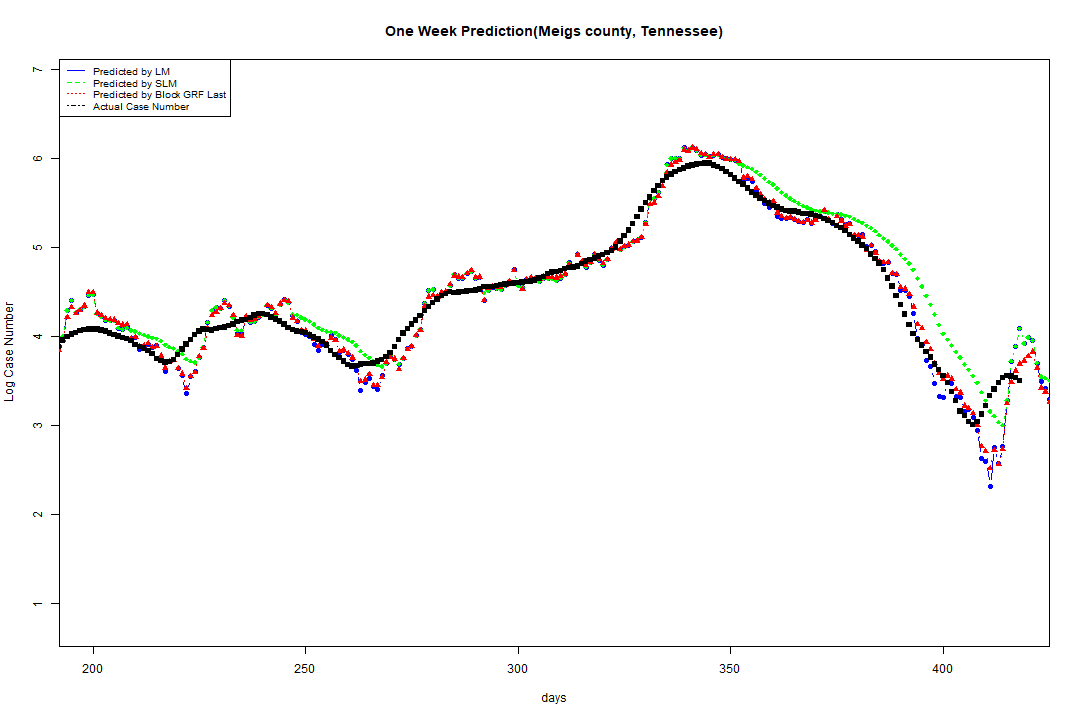 One Week Prediction(Meigs county, Tennessee)
Predicted by LM
Predicted by SLM
Predicted by Block GRF Last
Actual Case Number
7
6
5
4
3
2
1
Log Case Number
200 250 300 350 400
days